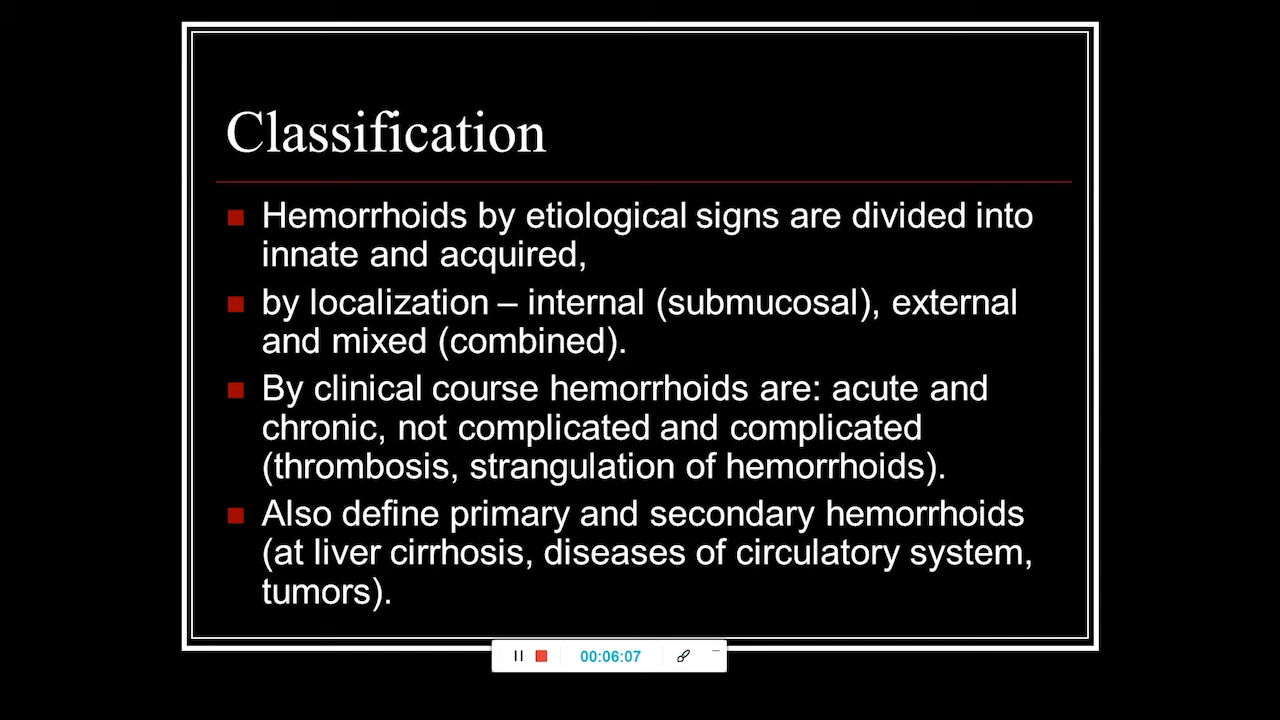 Classification
Hemorrhoids by etiological signs are divided into
innate and acquired,
by localization – internal (submucosal), external
and mixed (combined).
By clinical course hemorrhoids are: acute and
chronic, not complicated and complicated
(thrombosis, strangulation of hemorrhoids).
Also define primary and secondary hemorrhoids
(at liver cirrhosis, diseases of circulatory system,
tumors).
00:06:07